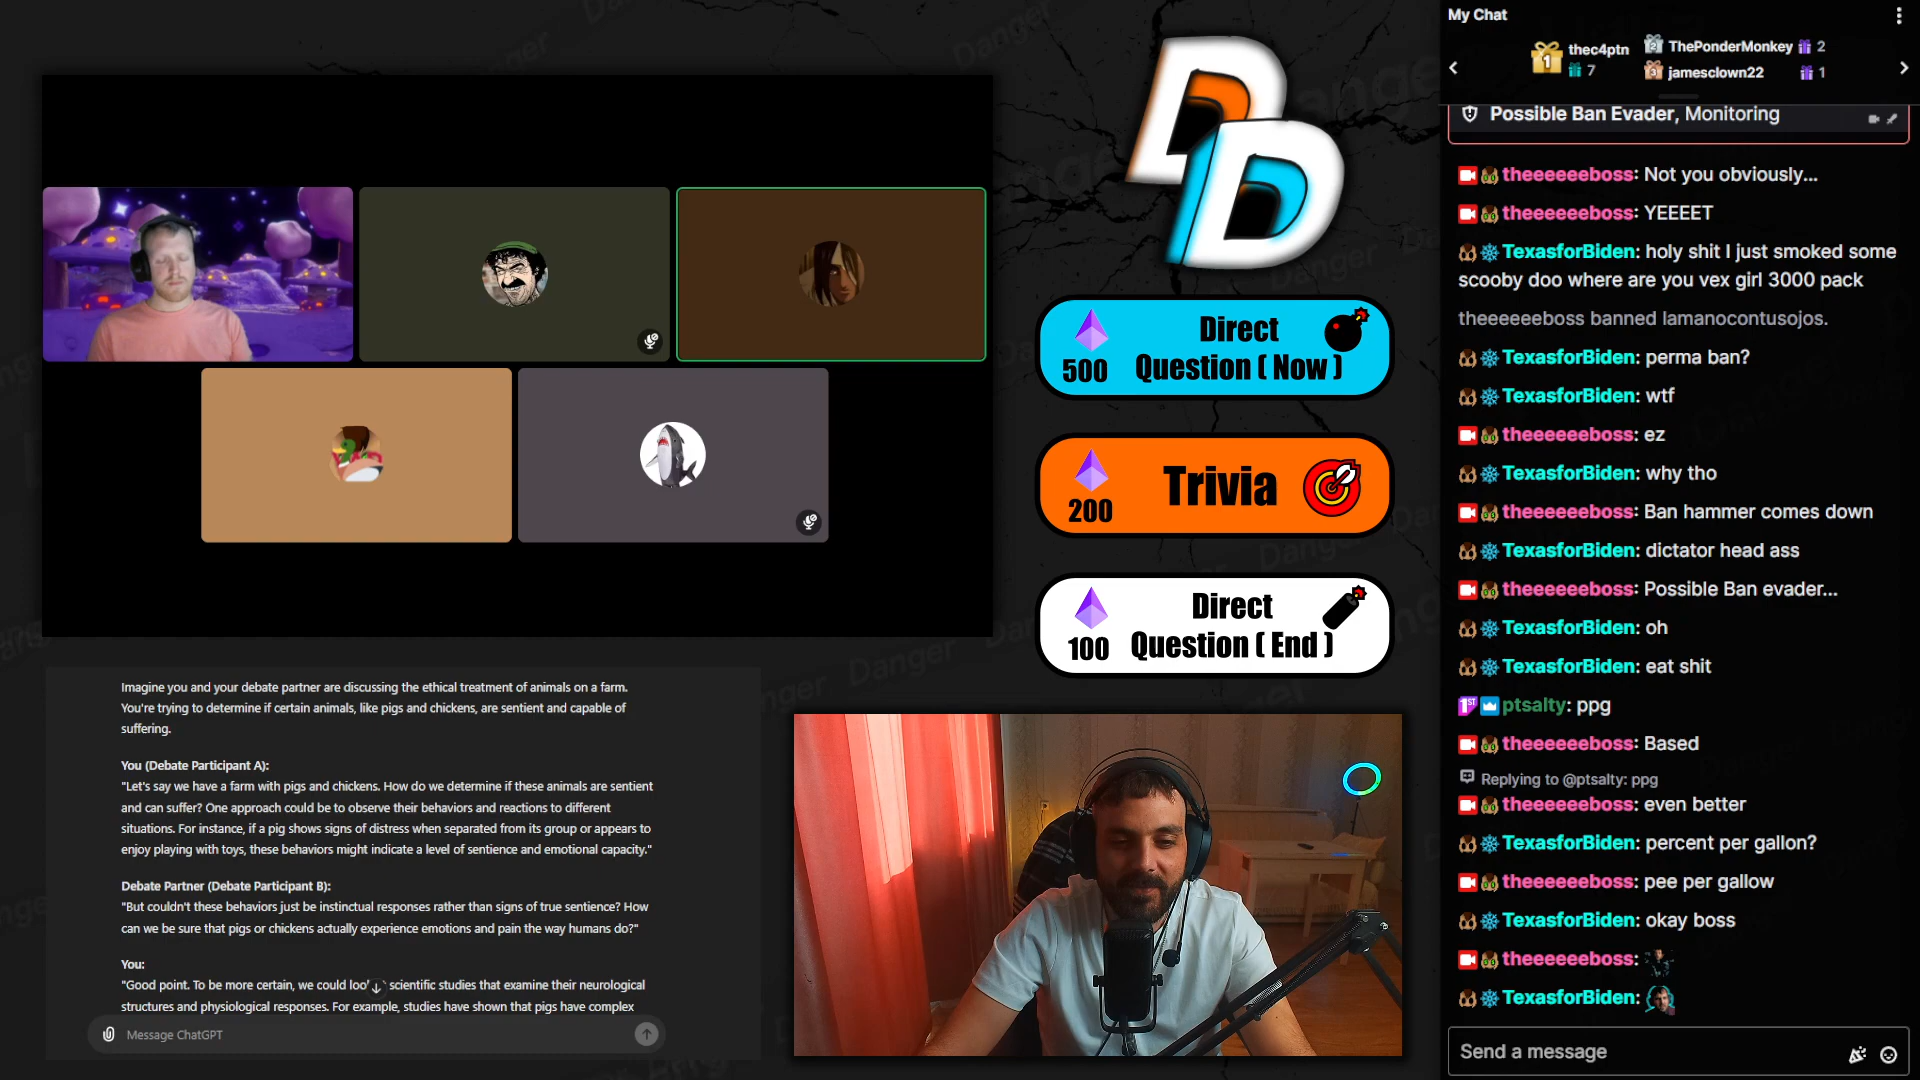 My Chat
thec4ptn
7
ThePonderMonkey 2
jamesclown22 1
Possible Ban Evader, Monitoring
theeeeeeboss: Not you obviously...
theeeeeeboss: YEEEET
TexasforBiden: holy shit I just smoked some
scooby doo where are you vex girl 3000 pack
theeeeeeboss banned lamanocontusojos.
TexasforBiden: perma ban?
TexasforBiden: wtf
theeeeeeboss: ez
TexasforBiden: why tho
theeeeeeboss: Ban hammer comes down
TexasforBiden: dictator head ass
theeeeeeboss: Possible Ban evader...
TexasforBiden: oh
TexasforBiden: eat shit
ptsalty: ppg
theeeeeeboss: Based
Replying to @ptsalty: ppg
theeeeeeboss: even better
TexasforBiden: percent per gallon?
theeeeeeboss: pee per gallow
TexasforBiden: okay boss
theeeeeeboss:
TexasforBiden:
Send a message
DD
500
Direct
Question ( Now )
200
Trivia
100
Direct
Question ( End )
Imagine you and your debate partner are discussing the ethical treatment of animals on a farm.
You're trying to determine if certain animals, like pigs and chickens, are sentient and capable of
suffering.
You (Debate Participant A):
"Let's say we have a farm with pigs and chickens. How do we determine if these animals are sentient
and can suffer? One approach could be to observe their behaviors and reactions to different
situations. For instance, if a pig shows signs of distress when separated from its group or appears to
enjoy playing with toys, these behaviors might indicate a level of sentience and emotional capacity."
Debate Partner (Debate Participant B):
"But couldn't these behaviors just be instinctual responses rather than signs of true sentience? How
can we be sure that pigs or chickens actually experience emotions and pain the way humans do?"
You:
"Good point. To be more certain, we could scientific studies that examine their neurological
structures and physiological responses. For example, studies have shown that pigs have complex
Message ChatGPT